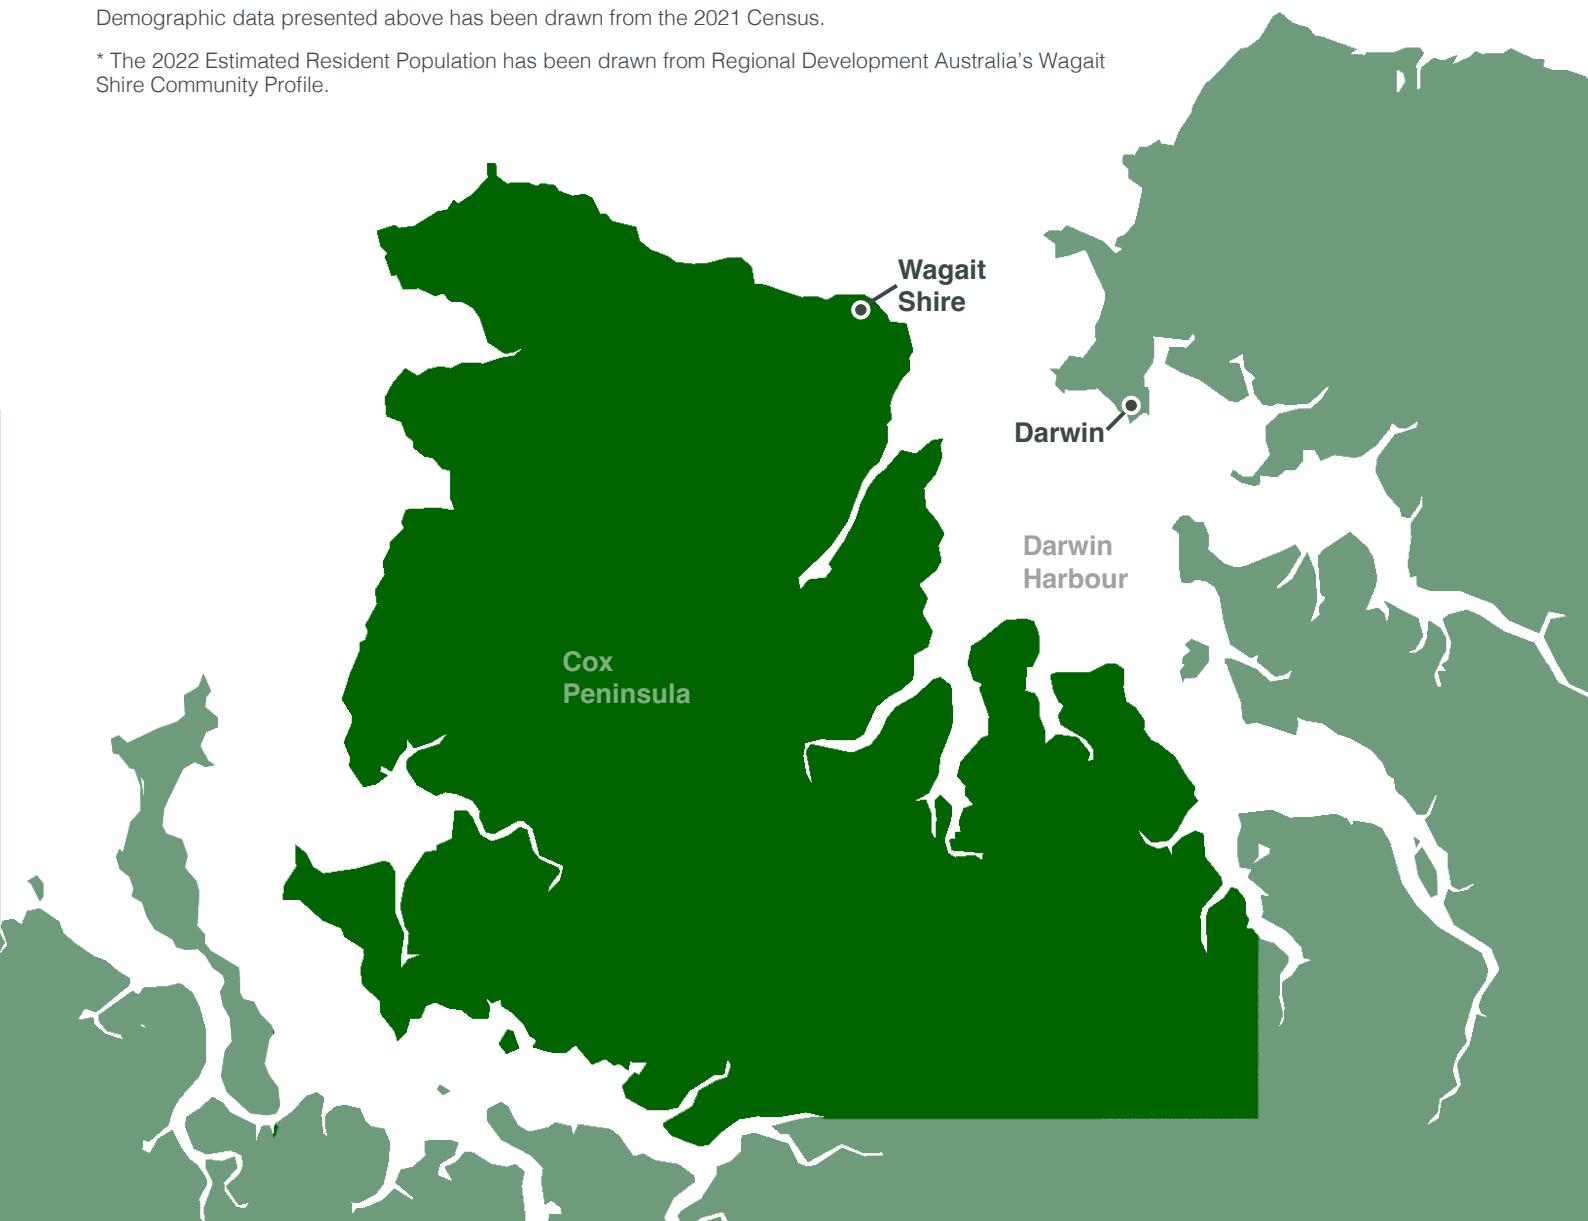 Demographic data presented above has been drawn from the 2021 Census.
* The 2022 Estimated Resident Population has been drawn from Regional Development Australia’s Wagait
Shire Community Profile.
Wagait
Shire
Darwin
Darwin
Harbour
Cox
Peninsula